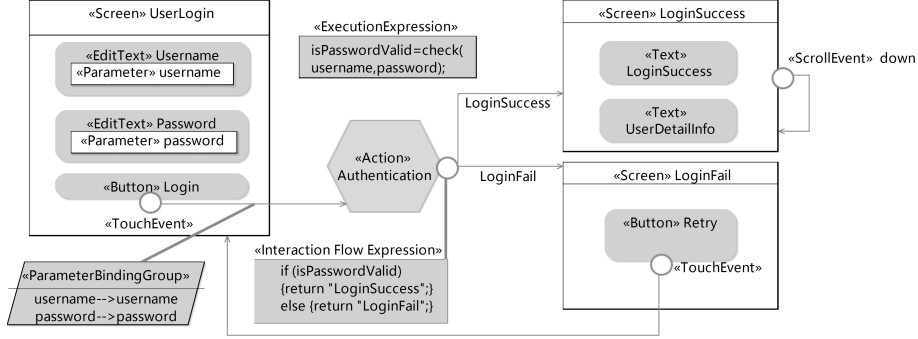 «Screen» UserLogin
«EditText» Username
«Parameter» username
«EditText» Password
«Parameter» password
«Button» Login
«TouchEvent»
«ParameterBindingGroup»
username-->username
password-->password
«ExecutionExpression»
isPasswordValid=check(
username,password);
«Action»
Authentication
«Interaction Flow Expression»
if (isPasswordValid)
{return "LoginSuccess";}
else {return "LoginFail";}
LoginSuccess
LoginFail
«Screen» LoginSuccess
«Text»
LoginSuccess
«Text»
UserDetailInfo
«ScrollEvent» down
«Screen» LoginFail
«Button» Retry
«TouchEvent»